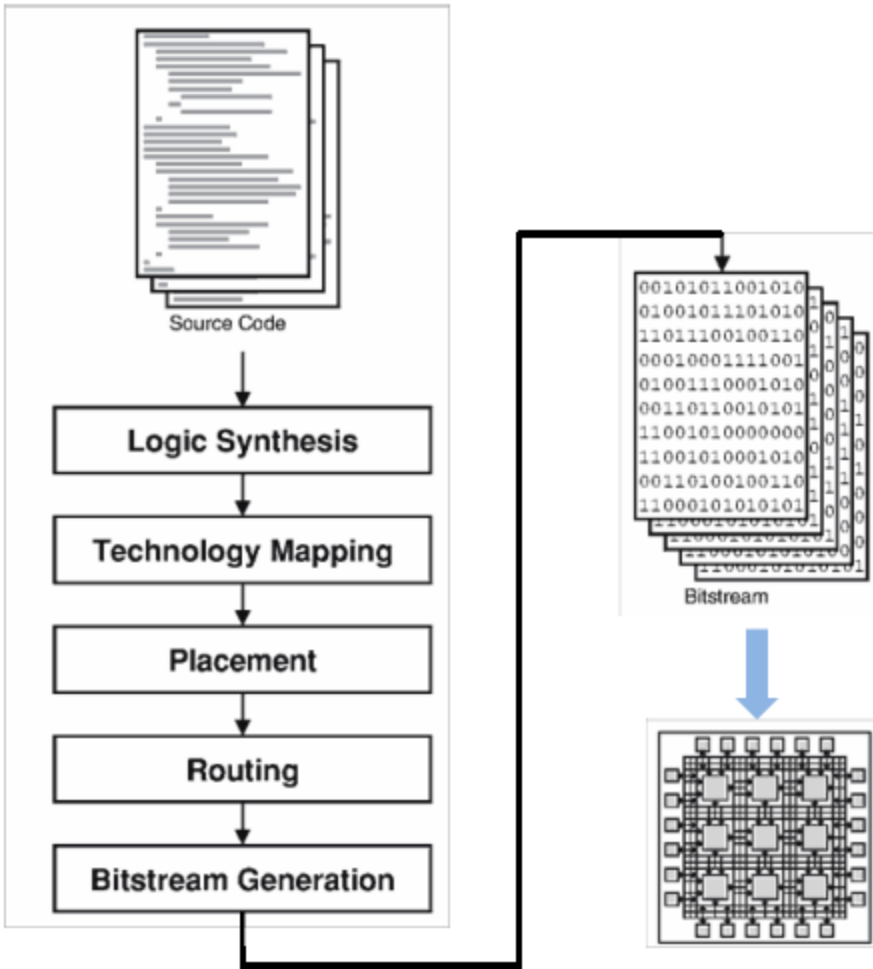 Source Code
Logic Synthesis
Technology Mapping
Placement
Routing
Bitstream Generation
00101011001010
01001011101010
11011100100110
00010001111001
01001110001010
00110110010101
11001010000000
11001010001010
00110100100110
11000101010101
Bitstream